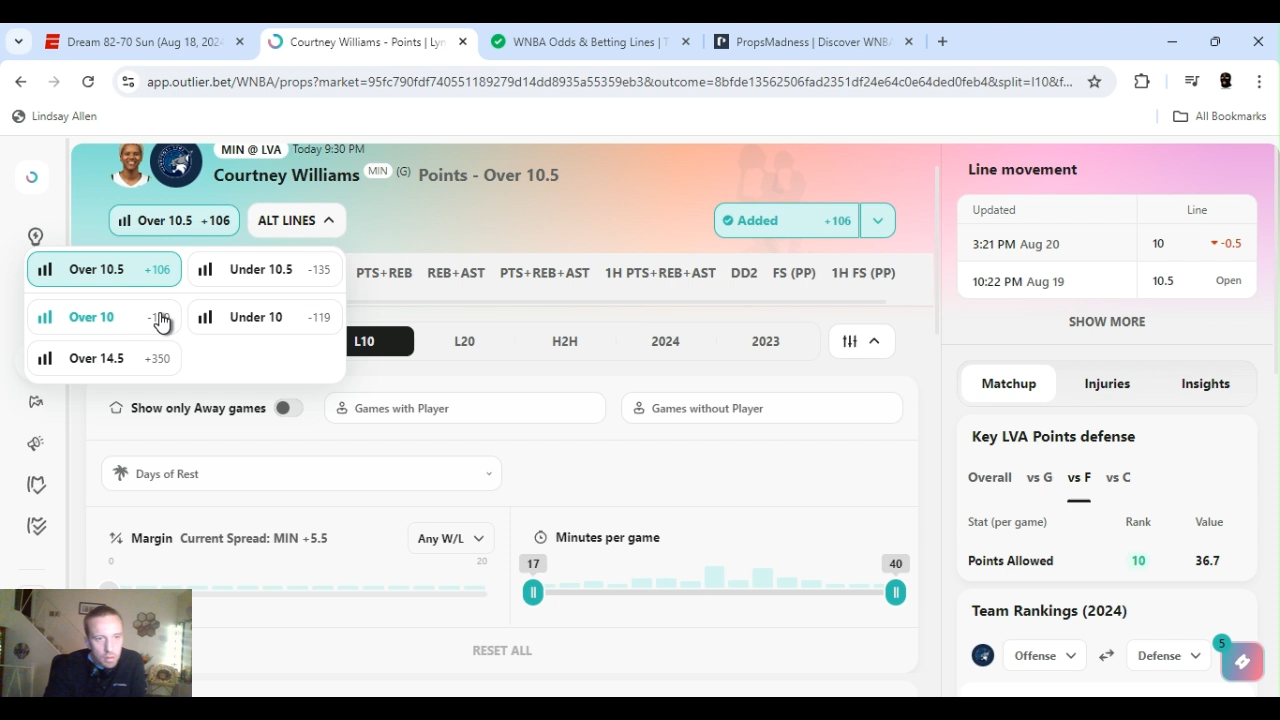 Dream 82-70 Sun (Aug 18, 202
Courtney Williams - Points | Lyn
WNBA Odds & Betting Lines | T
PropsMadness | Discover WNB
app.outlier.bet/WNBA/props?market=95fc790fdf740551189279d14dd8935a55359eb3&outcome=8bfde13562506fad2351df24e64c0e64ded0feb4&split=l10&f...
Lindsay Allen
All Bookmarks
MIN @ LVA Today 9:30 PM
Courtney Williams MIN (G) Points - Over 10.5
Over 10.5 +106 ALT LINES Added +106
Over 10.5 +106 Under 10.5 -135
PTS+REB REB+AST PTS+REB+AST 1H PTS+REB+AST DD2 FS (PP) 1H FS (PP)
Over 10 Under 10 -119
Over 14.5 +350
L10 L20 H2H 2024 2023
Show only Away games Games with Player Games without Player
Days of Rest
Margin Current Spread: MIN +5.5 Any W/L
0 20
Minutes per game
17 40
RESET ALL
Line movement
Updated Line
3:21 PM Aug 20 10 -0.5
10:22 PM Aug 19 10.5 Open
SHOW MORE
Matchup Injuries Insights
Key LVA Points defense
Overall vs G vs F vs C
Stat (per game) Rank Value
Points Allowed 10 36.7
Team Rankings (2024)
Offense Defense
5